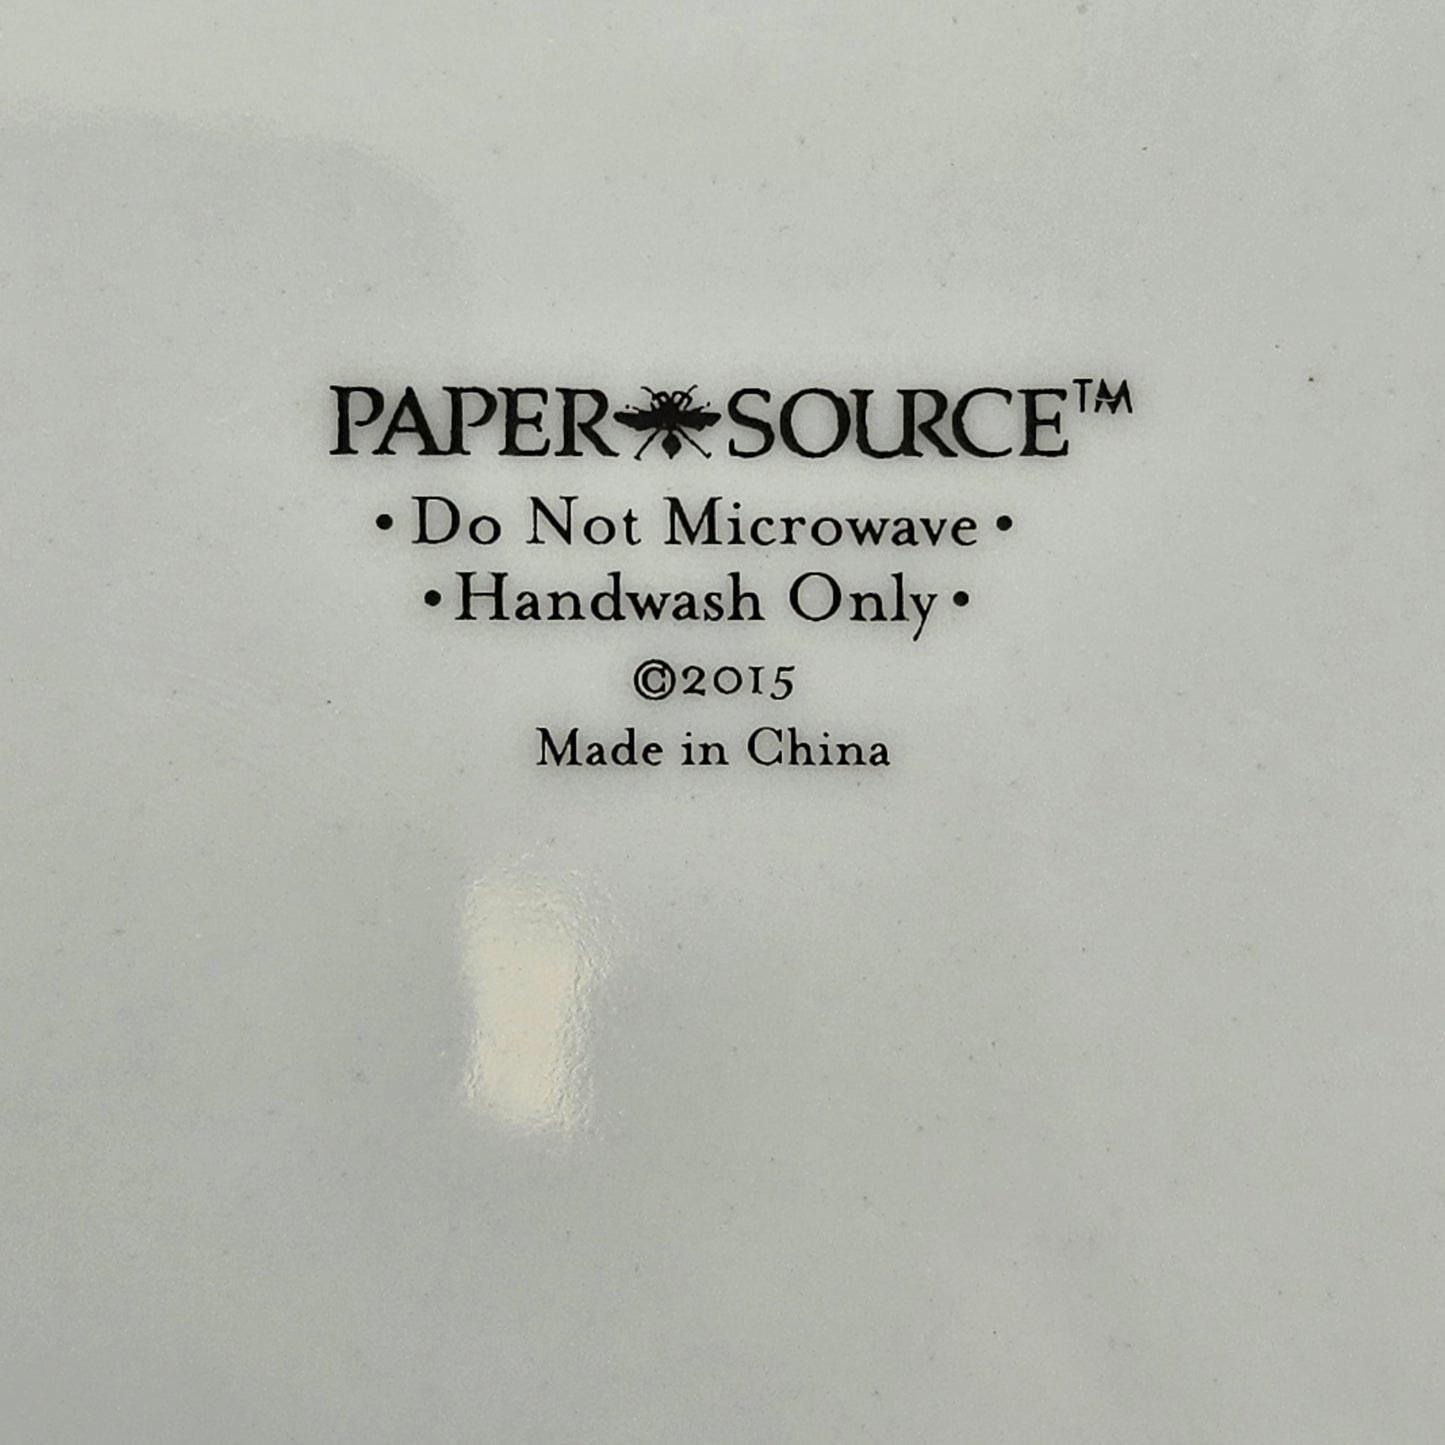 PAPER SOURCE™
• Do Not Microwave •
• Handwash Only •
©2015
Made in China